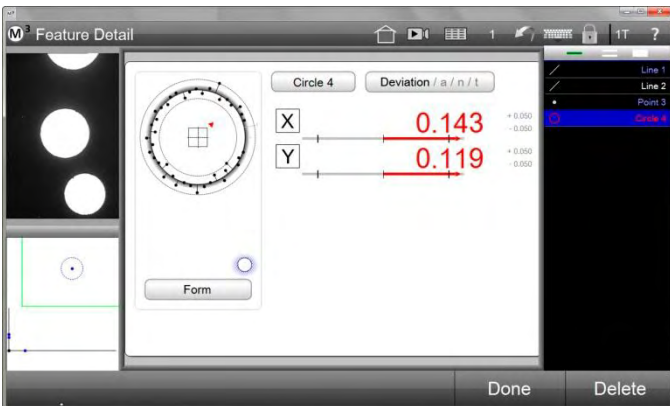 M3 Feature Detail
1
1T
?
Circle 4
Deviation / a / n / t
X
0.143
+ 0.050
- 0.050
Y
0.119
+ 0.050
- 0.050
Form
Line 1
Line 2
Point 3
Circle 4
Done
Delete